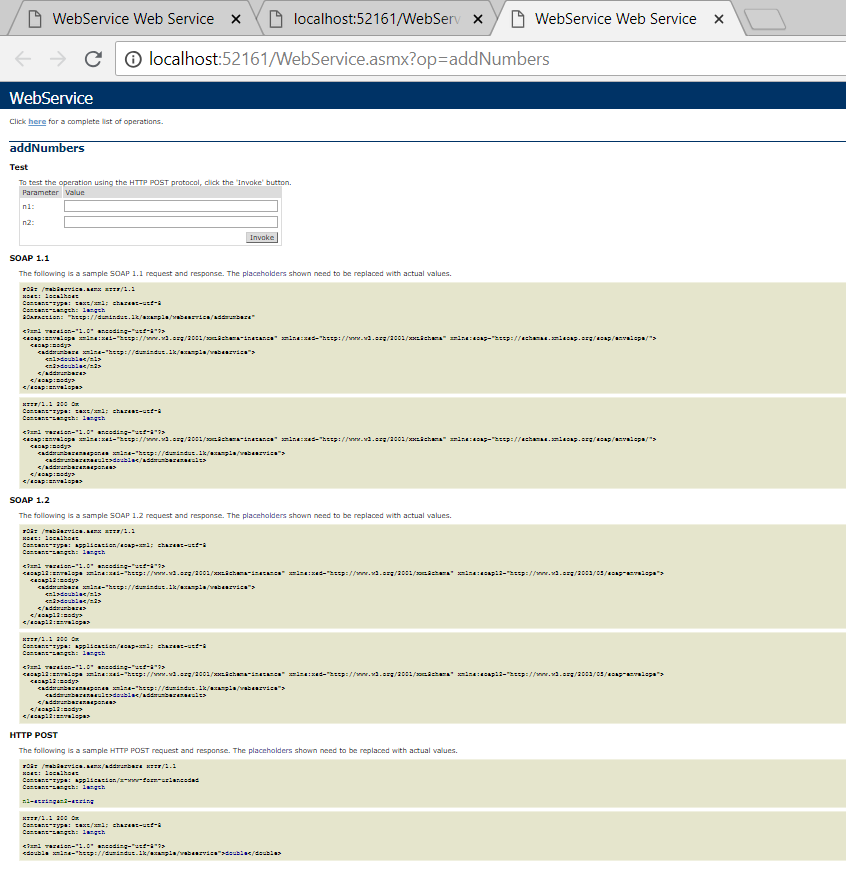 WebService Web Service
localhost:52161/WebServ
WebService Web Service
localhost:52161/WebService.asmx?op=addNumbers
WebService
Click here for a complete list of operations.
addNumbers
Test
To test the operation using the HTTP POST protocol, click the 'Invoke' button.
Parameter Value
n1:
n2:
Invoke
SOAP 1.1
The following is a sample SOAP 1.1 request and response. The placeholders shown need to be replaced with actual values.
POST /WebService.asmx HTTP/1.1
Host: localhost
Content-Type: text/xml; charset=utf-8
Content-Length: length
SOAPAction: "http://dumindut.lk/example/webservice/addNumbers"
<?xml version="1.0" encoding="utf-8"?>
<soap:Envelope xmlns:xsi="http://www.w3.org/2001/XMLSchema-instance" xmlns:xsd="http://www.w3.org/2001/XMLSchema" xmlns:soap="http://schemas.xmlsoap.org/soap/envelope/">
<soap:Body>
<addNumbers xmlns="http://dumindut.lk/example/webservice">
<n1>double</n1>
<n2>double</n2>
</addNumbers>
</soap:Body>
</soap:Envelope>
HTTP/1.1 200 OK
Content-Type: text/xml; charset=utf-8
Content-Length: length
<?xml version="1.0" encoding="utf-8"?>
<soap:Envelope xmlns:xsi="http://www.w3.org/2001/XMLSchema-instance" xmlns:xsd="http://www.w3.org/2001/XMLSchema" xmlns:soap="http://schemas.xmlsoap.org/soap/envelope/">
<soap:Body>
<addNumbersResponse xmlns="http://dumindut.lk/example/webservice">
<addNumbersResult>double</addNumbersResult>
</addNumbersResponse>
</soap:Body>
</soap:Envelope>
SOAP 1.2
The following is a sample SOAP 1.2 request and response. The placeholders shown need to be replaced with actual values.
POST /WebService.asmx HTTP/1.1
Host: localhost
Content-Type: application/soap+xml; charset=utf-8
Content-Length: length
<?xml version="1.0" encoding="utf-8"?>
<soap12:Envelope xmlns:xsi="http://www.w3.org/2001/XMLSchema-instance" xmlns:xsd="http://www.w3.org/2001/XMLSchema" xmlns:soap12="http://www.w3.org/2003/05/soap-envelope">
<soap12:Body>
<addNumbers xmlns="http://dumindut.lk/example/webservice">
<n1>double</n1>
<n2>double</n2>
</addNumbers>
</soap12:Body>
</soap12:Envelope>
HTTP/1.1 200 OK
Content-Type: application/soap+xml; charset=utf-8
Content-Length: length
<?xml version="1.0" encoding="utf-8"?>
<soap12:Envelope xmlns:xsi="http://www.w3.org/2001/XMLSchema-instance" xmlns:xsd="http://www.w3.org/2001/XMLSchema" xmlns:soap12="http://www.w3.org/2003/05/soap-envelope">
<soap12:Body>
<addNumbersResponse xmlns="http://dumindut.lk/example/webservice">
<addNumbersResult>double</addNumbersResult>
</addNumbersResponse>
</soap12:Body>
</soap12:Envelope>
HTTP POST
The following is a sample HTTP POST request and response. The placeholders shown need to be replaced with actual values.
POST /WebService.asmx/addNumbers HTTP/1.1
Host: localhost
Content-Type: application/x-www-form-urlencoded
Content-Length: length
n1=string&n2=string
HTTP/1.1 200 OK
Content-Type: text/xml; charset=utf-8
Content-Length: length
<?xml version="1.0" encoding="utf-8"?>
<double xmlns="http://dumindut.lk/example/webservice">double</double>